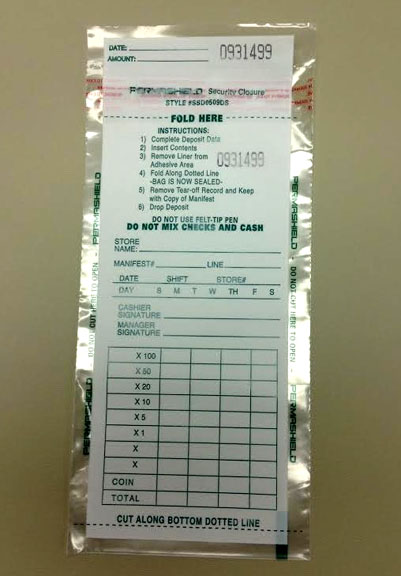 DATE:
0931499
AMOUNT:
PERMASHIELD Security Closure
STYLE #SSD0509DS
FOLD HERE
INSTRUCTIONS:
1) Complete Deposit Data
2) Insert Contents
3) Remove Liner from
Adhesive Area
0931499
4) Fold Along Dotted Line
-BAG IS NOW SEALED-
5) Remove Tear-off Record and Keep
with Copy of Manifest
6) Drop Deposit
DO NOT USE FELT-TIP PEN
DO NOT MIX CHECKS AND CASH
STORE
NAME:
MANIFEST# LINE
DATE SHIFT STORE#
DAY S M T W TH F S
CASHIER
SIGNATURE
MANAGER
SIGNATURE
X 100
X 50
X 20
X 10
X 5
X 1
X
X
COIN
TOTAL
CUT ALONG BOTTOM DOTTED LINE
PERMASHIELD
DO NOT CUT HERE TO OPEN -
PERMASHIELD
PERMASHIELD
- DO NOT CUT HERE TO OPEN -
PERMASHIELD